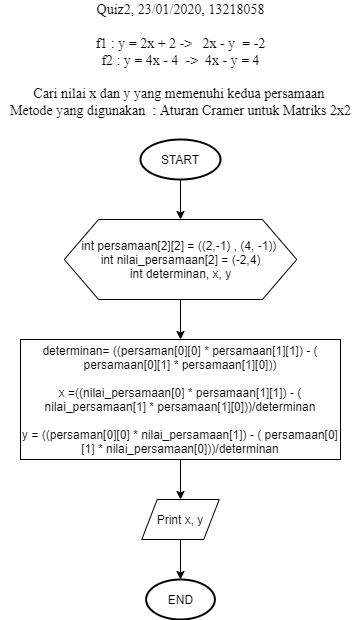 Quiz2, 23/01/2020, 13218058
f1 : y = 2x + 2 -> 2x - y = -2
f2 : y = 4x - 4 -> 4x - y = 4
Cari nilai x dan y yang memenuhi kedua persamaan
Metode yang digunakan : Aturan Cramer untuk Matriks 2x2
START
int persamaan[2][2] = ((2,-1) , (4, -1))
int nilai_persamaan[2] = (-2,4)
int determinan, x, y
determinan= ((persaman[0][0] * persamaan[1][1]) - (
persamaan[0][1] * persamaan[1][0]))
x =((nilai_persamaan[0] * persamaan[1][1]) - (
nilai_persamaan[1] * persamaan[1][0]))/determinan
y = ((persaman[0][0] * nilai_persamaan[1]) - ( persamaan[0]
[1] * nilai_persamaan[0]))/determinan
Print x, y
END